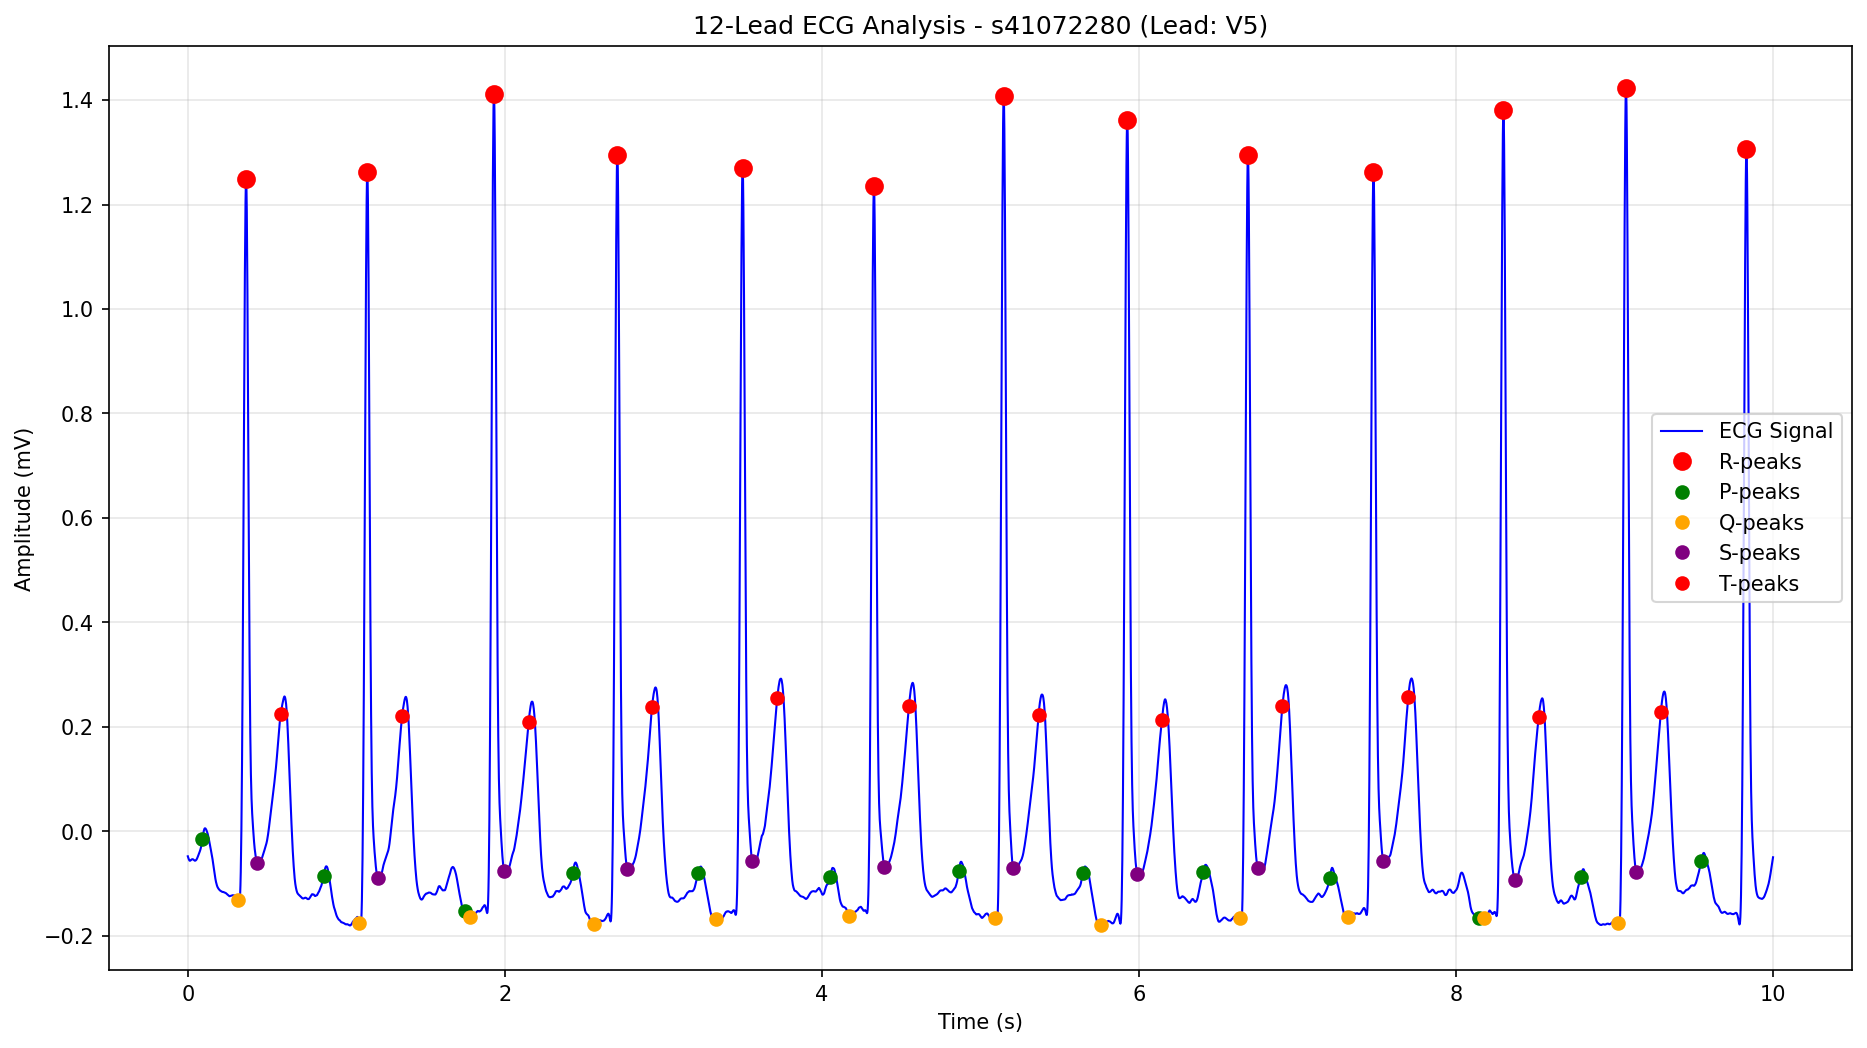 12-Lead ECG Analysis - s41072280 (Lead: V5)
Amplitude (mV)
1.4
1.2
1.0
0.8
0.6
0.4
0.2
0.0
−0.2
ECG Signal
R-peaks
P-peaks
Q-peaks
S-peaks
T-peaks
0 2 4 6 8 10
Time (s)